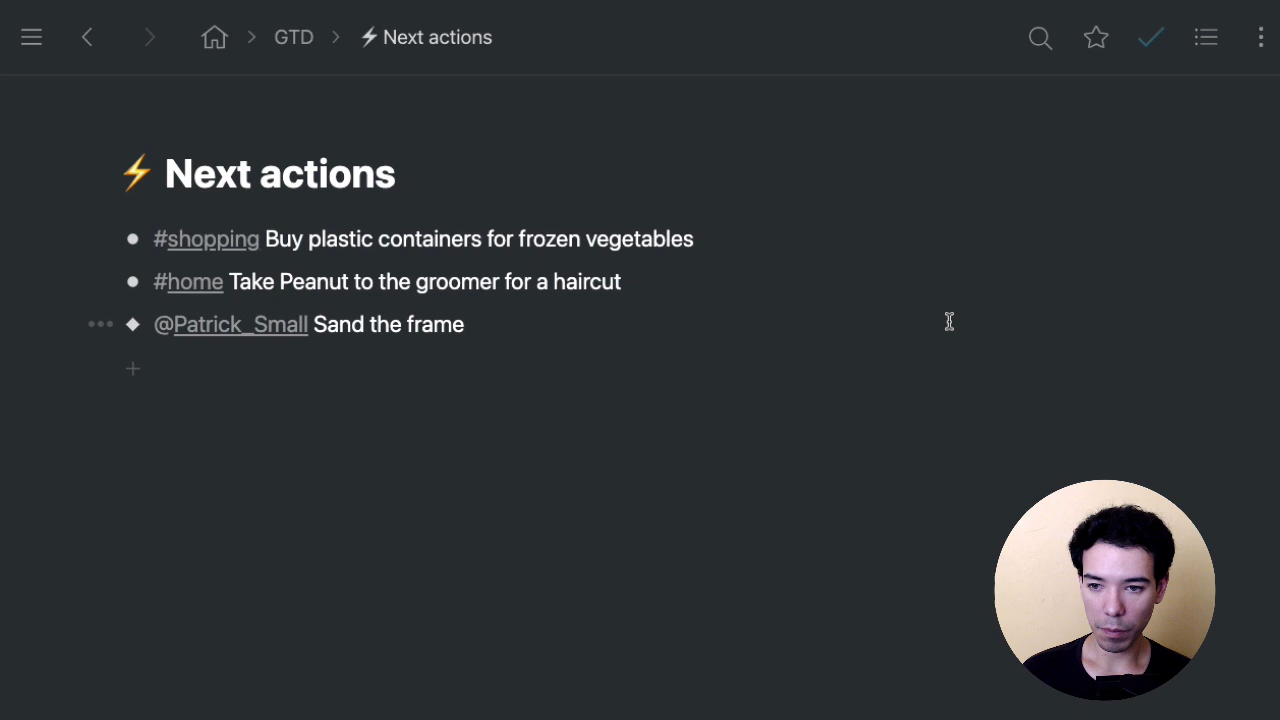 GTD
⚡Next actions
⚡ Next actions
#shopping Buy plastic containers for frozen vegetables
#home Take Peanut to the groomer for a haircut
@Patrick_Small Sand the frame